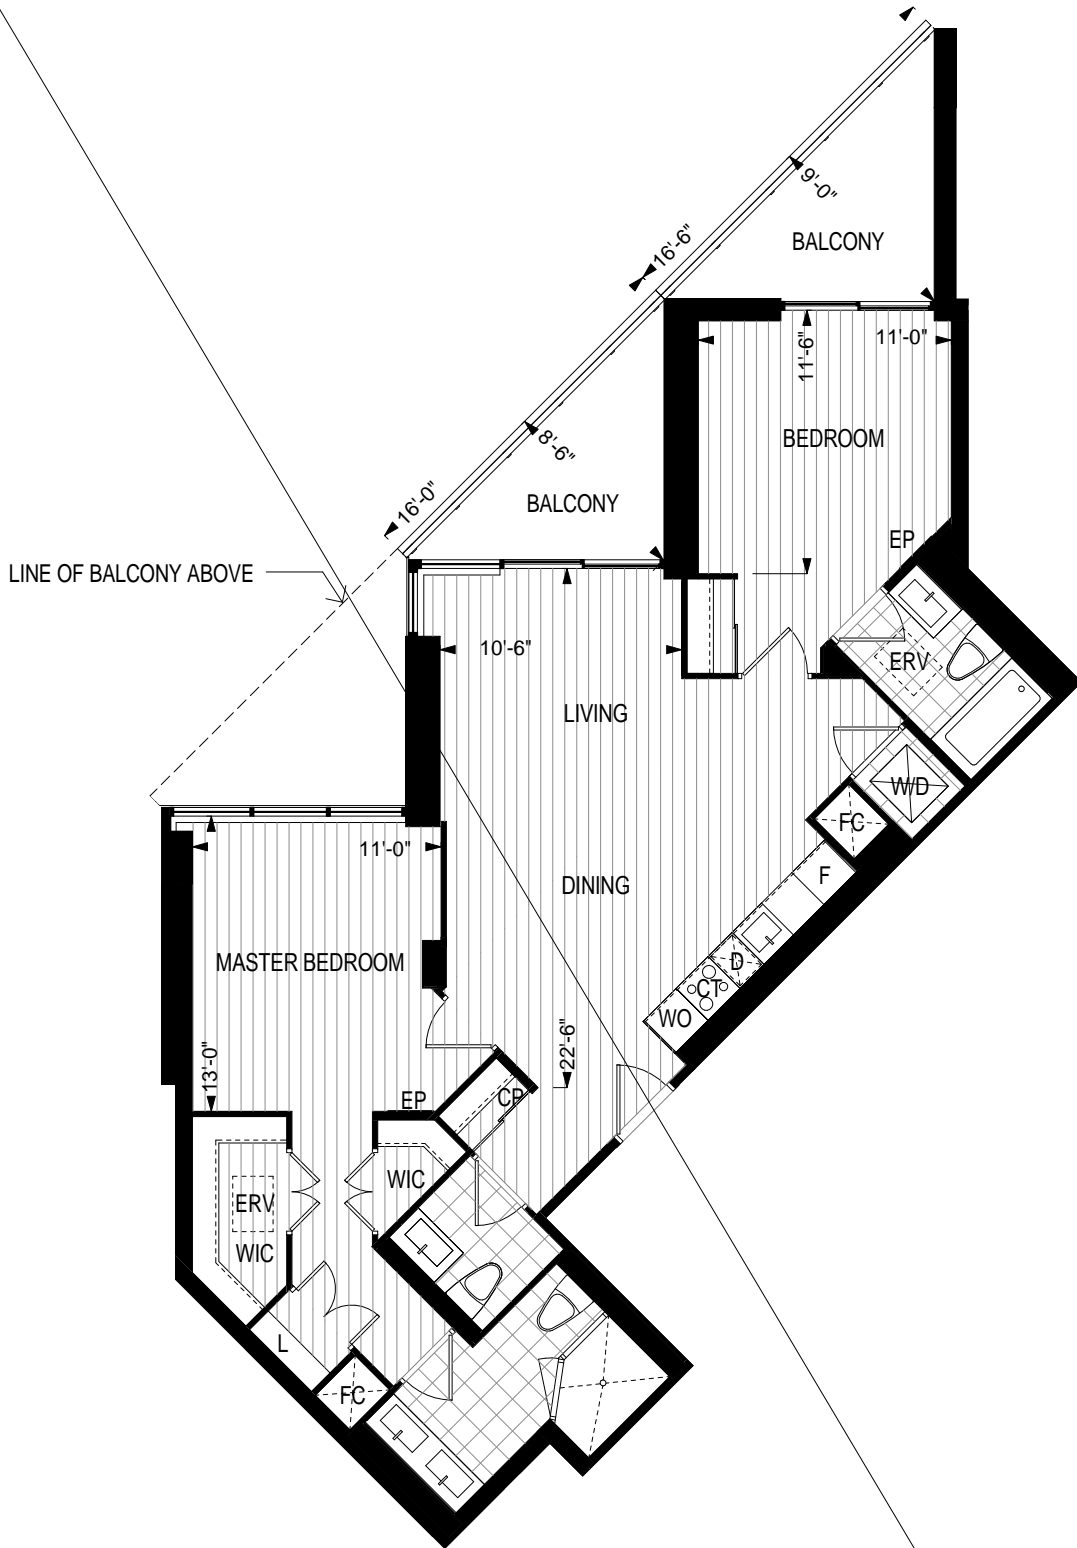 9'-0"
16'-6"
BALCONY
11'-6"
11'-0"
BEDROOM
8'-6"
16'-0"
BALCONY
EP
LINE OF BALCONY ABOVE
10'-6"
ERV
LIVING
W/D
FC
11'-0"
F
DINING
MASTER BEDROOM
D
CT
WO
22'-6"
13'-0"
EP
CP
WIC
ERV
WIC
L
FC